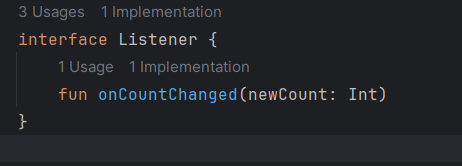 3 Usages 1 Implementation
interface Listener {
1 Usage 1 Implementation
fun onCountChanged(newCount: Int)
}